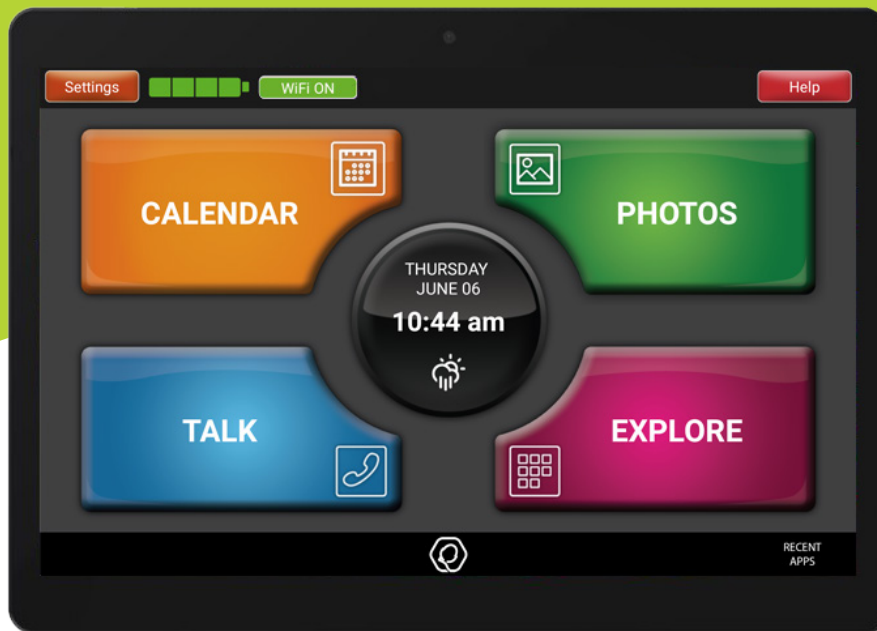 Settings
WiFi ON
Help
CALENDAR
PHOTOS
THURSDAY
JUNE 06
10:44 am
TALK
EXPLORE
RECENT
APPS